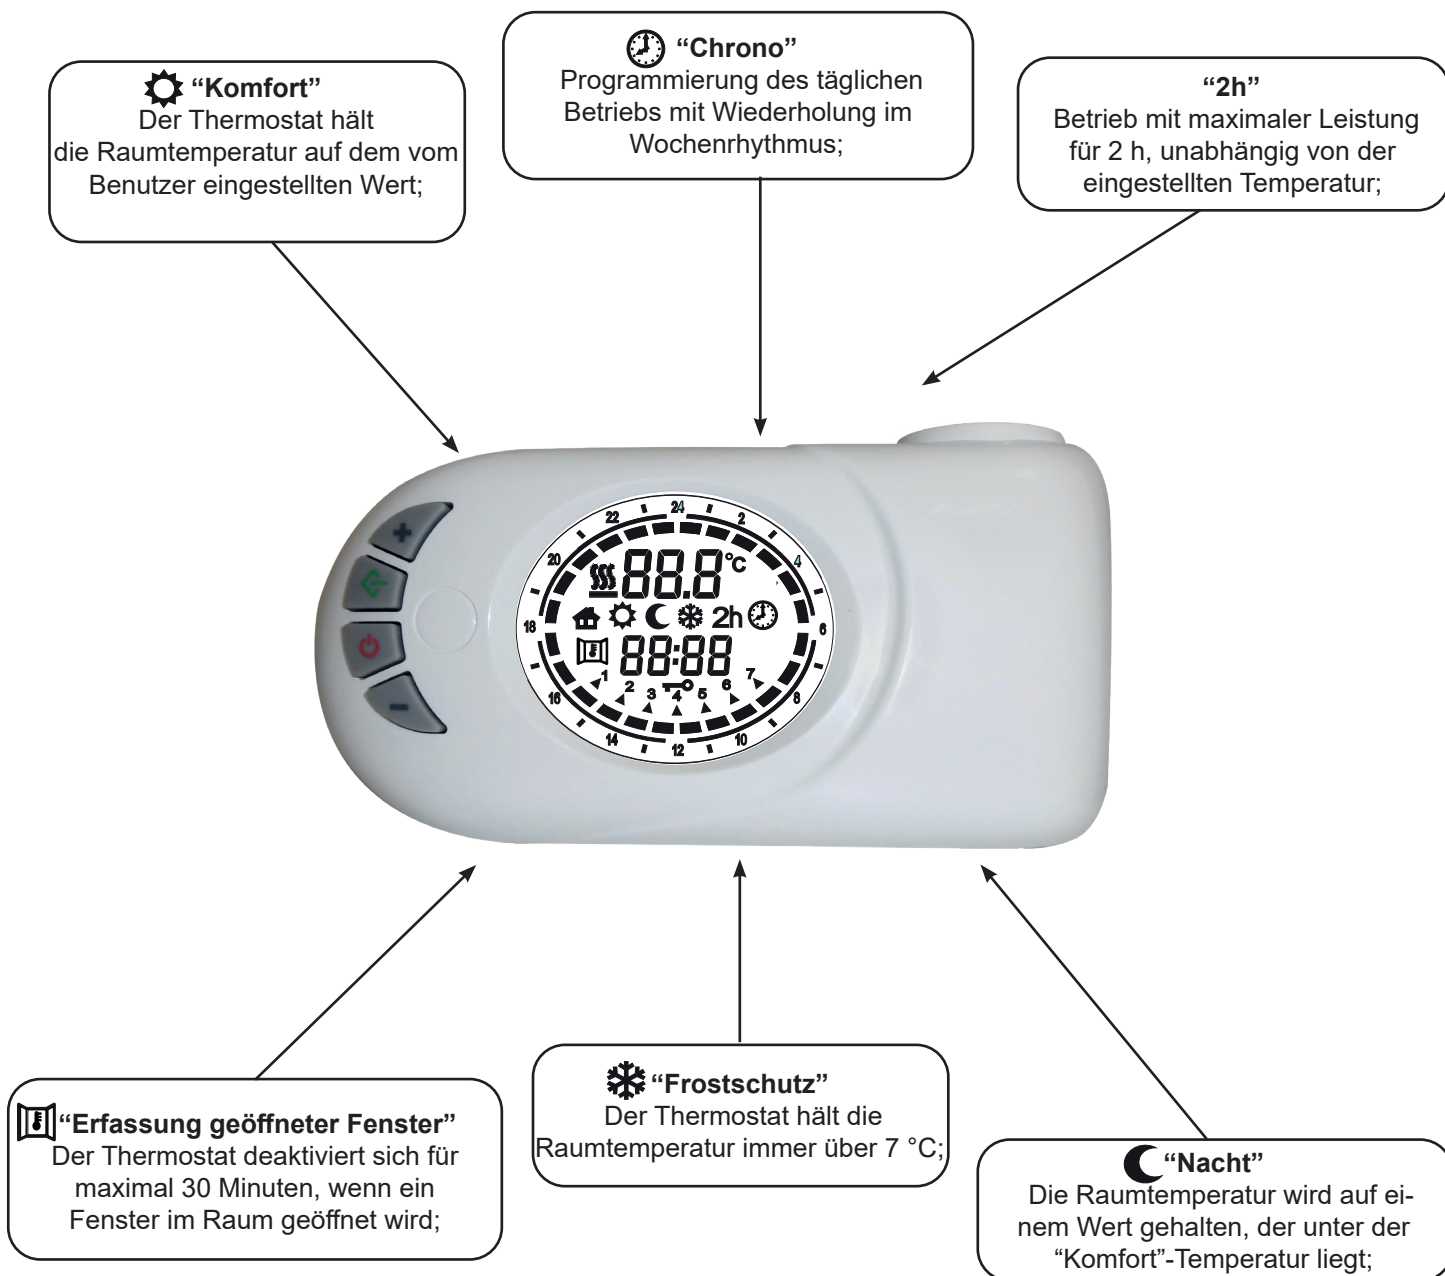 “Komfort”
Der Thermostat hält
die Raumtemperatur auf dem vom
Benutzer eingestellten Wert;
“Chrono”
Programmierung des täglichen
Betriebs mit Wiederholung im
Wochenrhythmus;
“2h”
Betrieb mit maximaler Leistung
für 2 h, unabhängig von der
eingestellten Temperatur;
24
22 2
20 4
88.8 °C
2h
18 6
88:88
1 2 3 4 5 6 7
16 8
14 10
12
“Erfassung geöffneter Fenster”
Der Thermostat deaktiviert sich für
maximal 30 Minuten, wenn ein
Fenster im Raum geöffnet wird;
“Frostschutz”
Der Thermostat hält die
Raumtemperatur immer über 7 °C;
“Nacht”
Die Raumtemperatur wird auf ei-
nem Wert gehalten, der unter der
“Komfort”-Temperatur liegt;